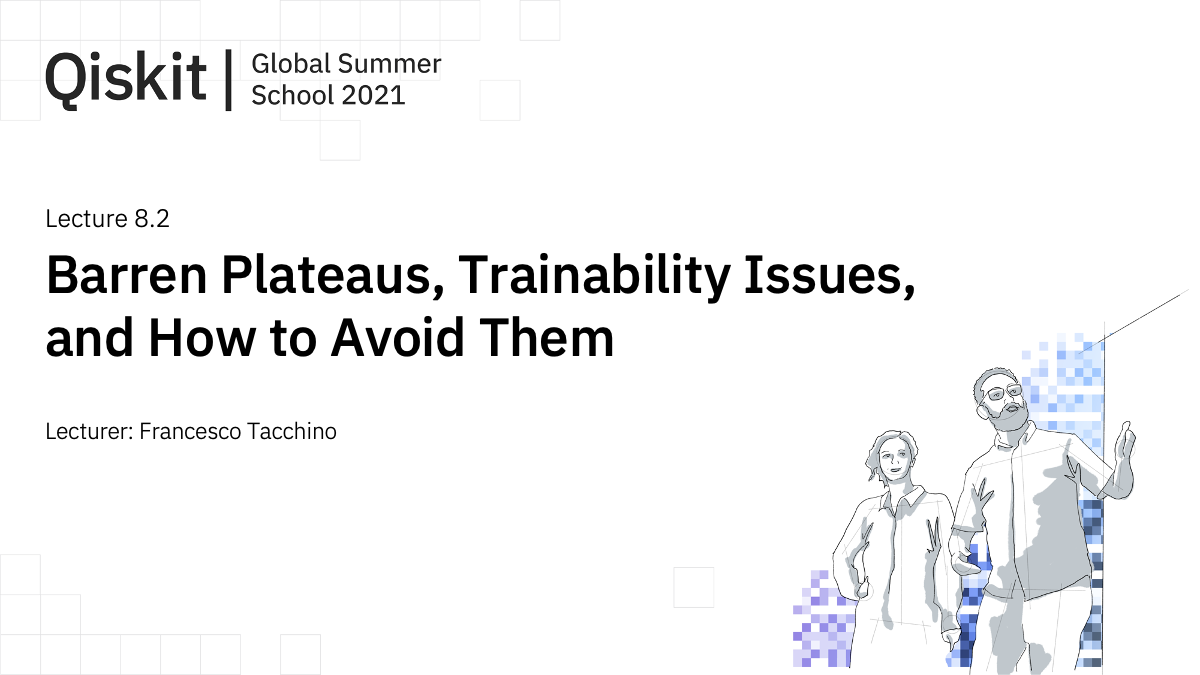 Qiskit
Global Summer
School 2021
Lecture 8.2
Barren Plateaus, Trainability Issues,
and How to Avoid Them
Lecturer: Francesco Tacchino